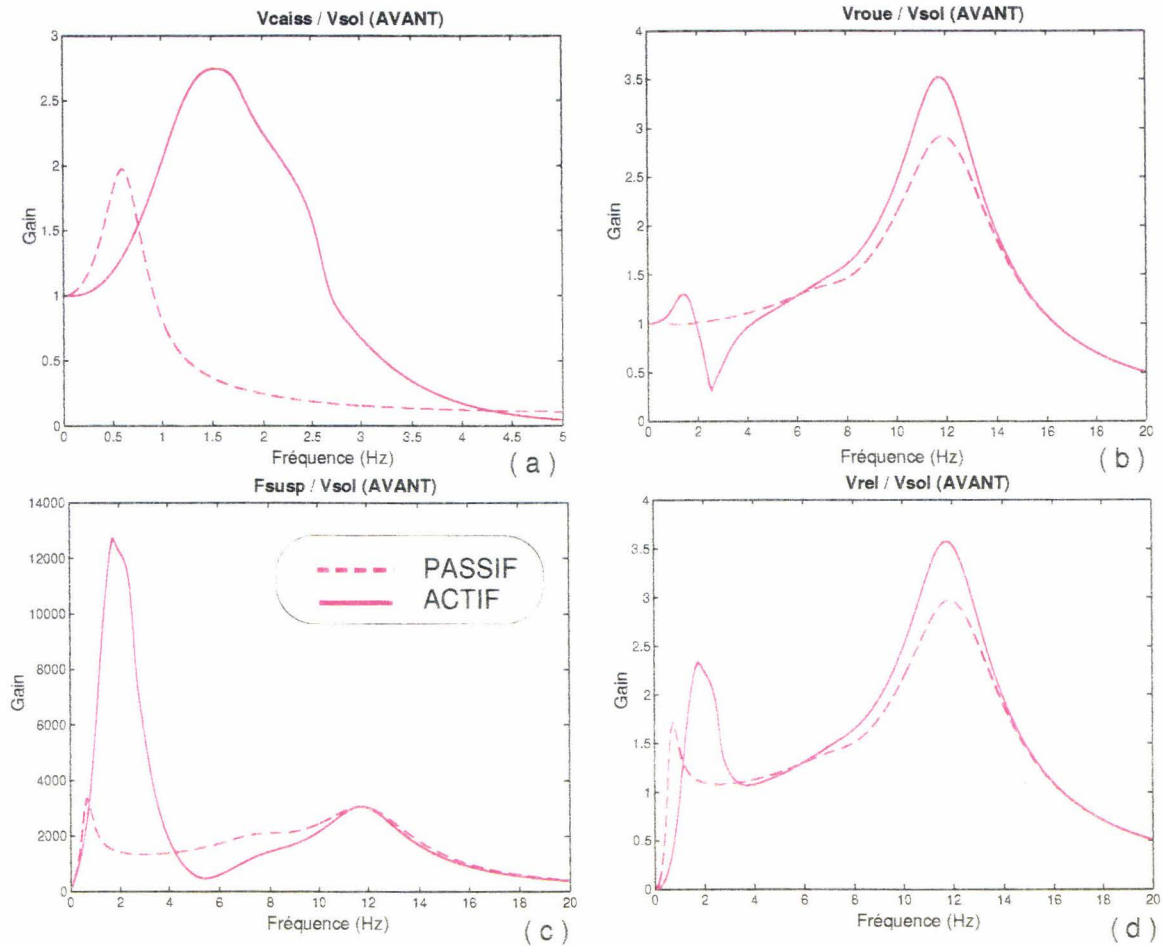 Vcaiss / Vsol (AVANT)
3
2.5
2
1.5
1
0.5
0
Gain
0 0.5 1 1.5 2 2.5 3 3.5 4 4.5 5
Fréquence (Hz)
( a )
Vroue / Vsol (AVANT)
4
3.5
3
2.5
2
1.5
1
0.5
0
Gain
0 2 4 6 8 10 12 14 16 18 20
Fréquence (Hz)
( b )
Fsusp / Vsol (AVANT)
14000
12000
10000
8000
6000
4000
2000
0
Gain
PASSIF
ACTIF
0 2 4 6 8 10 12 14 16 18 20
Fréquence (Hz)
( c )
Vrel / Vsol (AVANT)
4
3.5
3
2.5
2
1.5
1
0.5
0
Gain
0 2 4 6 8 10 12 14 16 18 20
Fréquence (Hz)
( d )